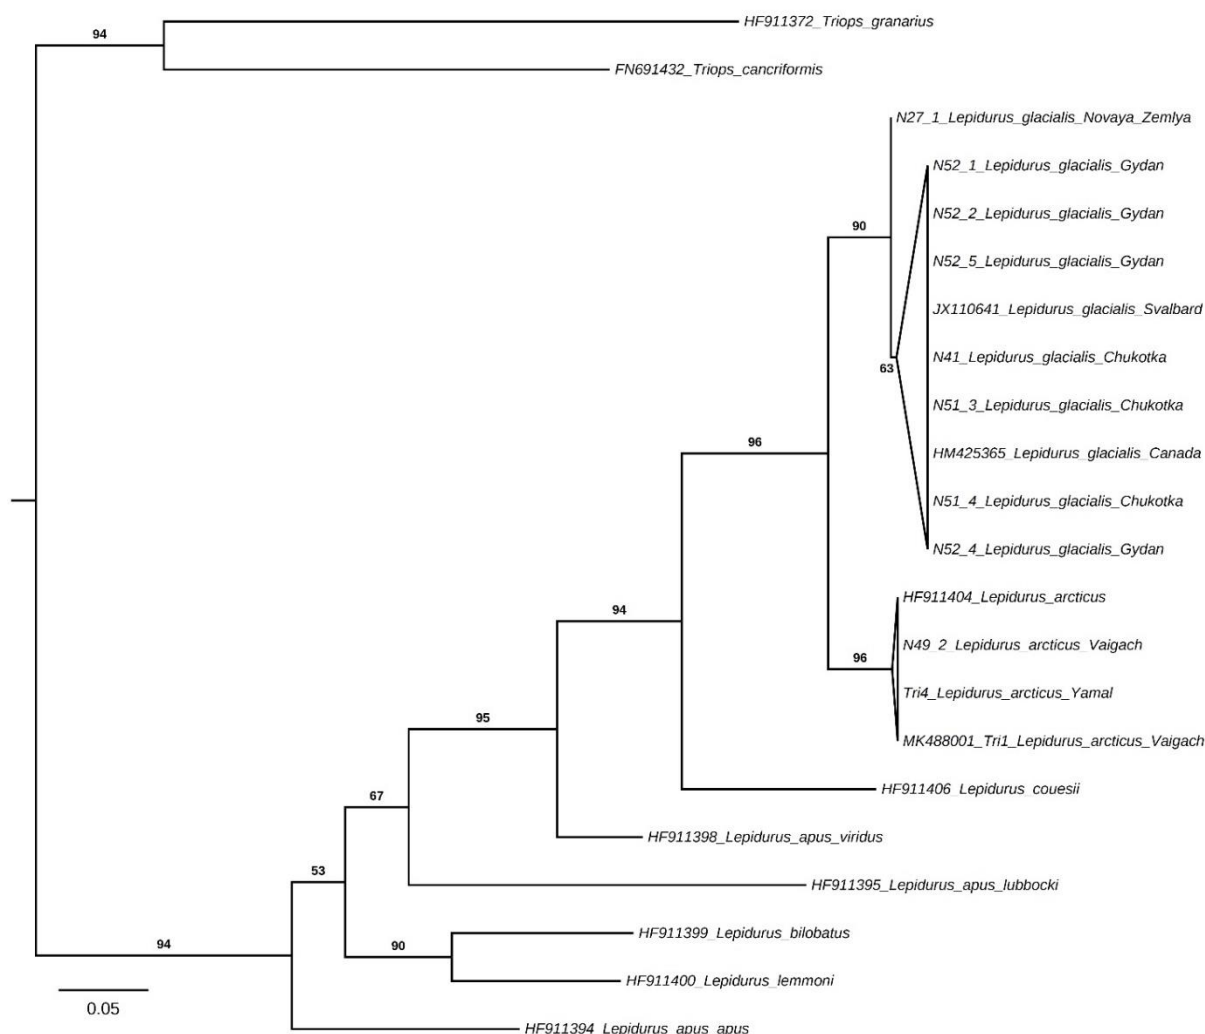 HF911372_Triops_granarius
94
FN691432_Triops_cancriformis
N27_1_Lepidurus_glacialis_Novaya_Zemlya
N52_1_Lepidurus_glacialis_Gydan
N52_2_Lepidurus_glacialis_Gydan
90
N52_5_Lepidurus_glacialis_Gydan
JX110641_Lepidurus_glacialis_Svalbard
N41_Lepidurus_glacialis_Chukotka
63
N51_3_Lepidurus_glacialis_Chukotka
96
HM425365_Lepidurus_glacialis_Canada
N51_4_Lepidurus_glacialis_Chukotka
N52_4_Lepidurus_glacialis_Gydan
HF911404_Lepidurus_arcticus
94
N49_2_Lepidurus_arcticus_Vaigach
96
Tri4_Lepidurus_arcticus_Yamal
95
MK488001_Tri1_Lepidurus_arcticus_Vaigach
HF911406_Lepidurus_couesii
67
HF911398_Lepidurus_apus_viridus
53
HF911395_Lepidurus_apus_lubbocki
HF911399_Lepidurus_bilobatus
94
90
HF911400_Lepidurus_lemmoni
0.05
HF911394_Lepidurus_apus_apus